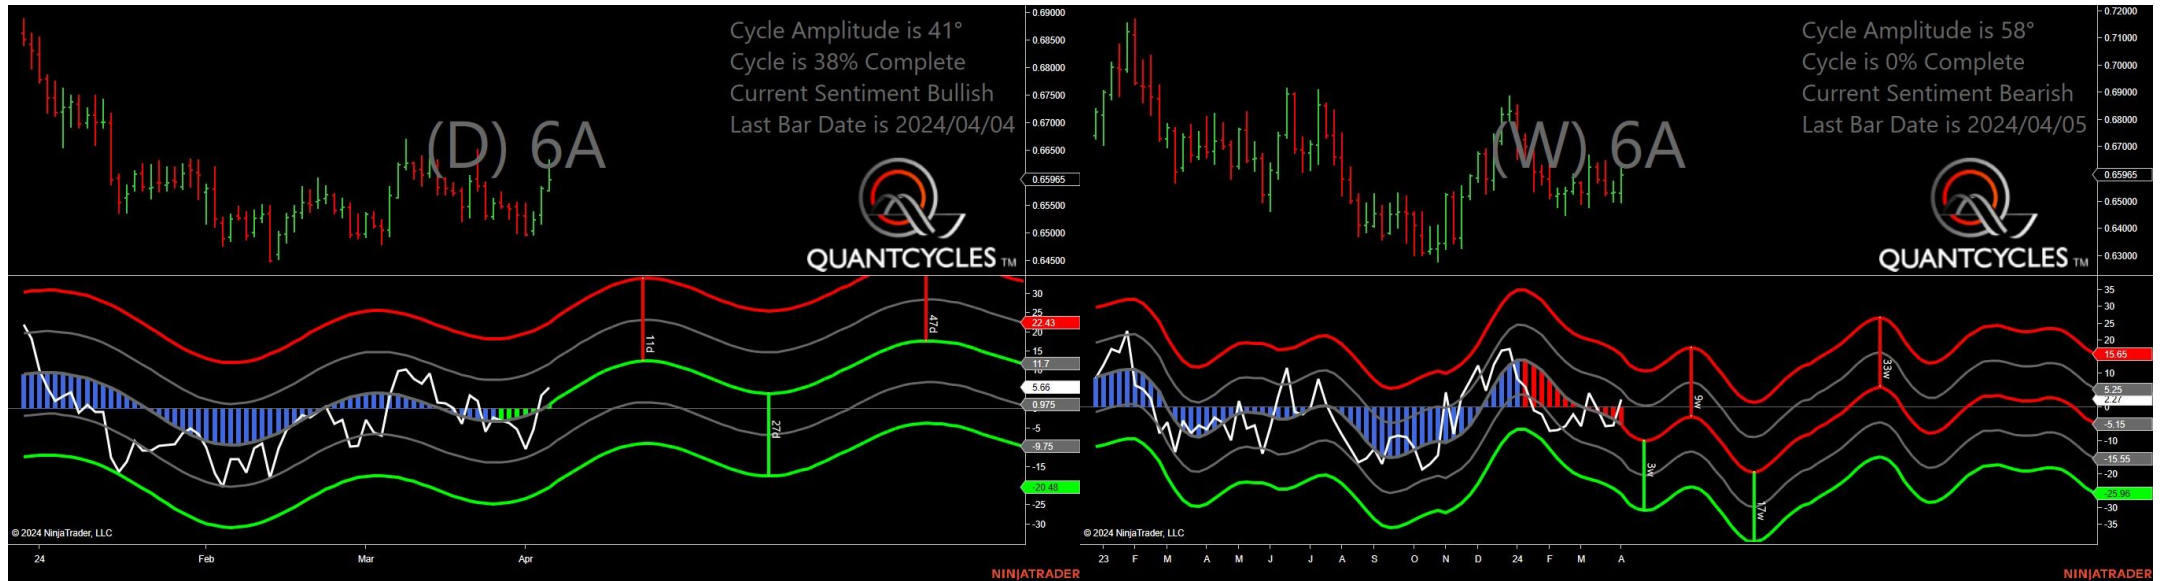 Cycle Amplitude is 41°
Cycle is 38% Complete
Current Sentiment Bullish
Last Bar Date is 2024/04/04
(D) 6A
QUANTCYCLES TM
0.69000
0.68500
0.68000
0.67500
0.67000
0.66500
0.65965
0.65500
0.65000
0.64500
11d
27d
47d
30
25
22.43
20
15
11.7
10
5.66
0.975
-5
-9.75
-15
-20.48
-25
-30
© 2024 NinjaTrader, LLC
24
Feb
Mar
Apr
NINJATRADER
Cycle Amplitude is 58°
Cycle is 0% Complete
Current Sentiment Bearish
Last Bar Date is 2024/04/05
(W) 6A
QUANTCYCLES TM
0.72000
0.71000
0.70000
0.69000
0.68000
0.67000
0.65965
0.65000
0.64000
0.63000
3w
9w
17w
33w
35
30
25
20
15.65
10
5.25
2.27
0
-5.15
-10
-15.55
-20
-25.96
-30
-35
© 2024 NinjaTrader, LLC
23
F
M
A
M
J
J
A
S
O
N
D
24
F
M
A
NINJATRADER